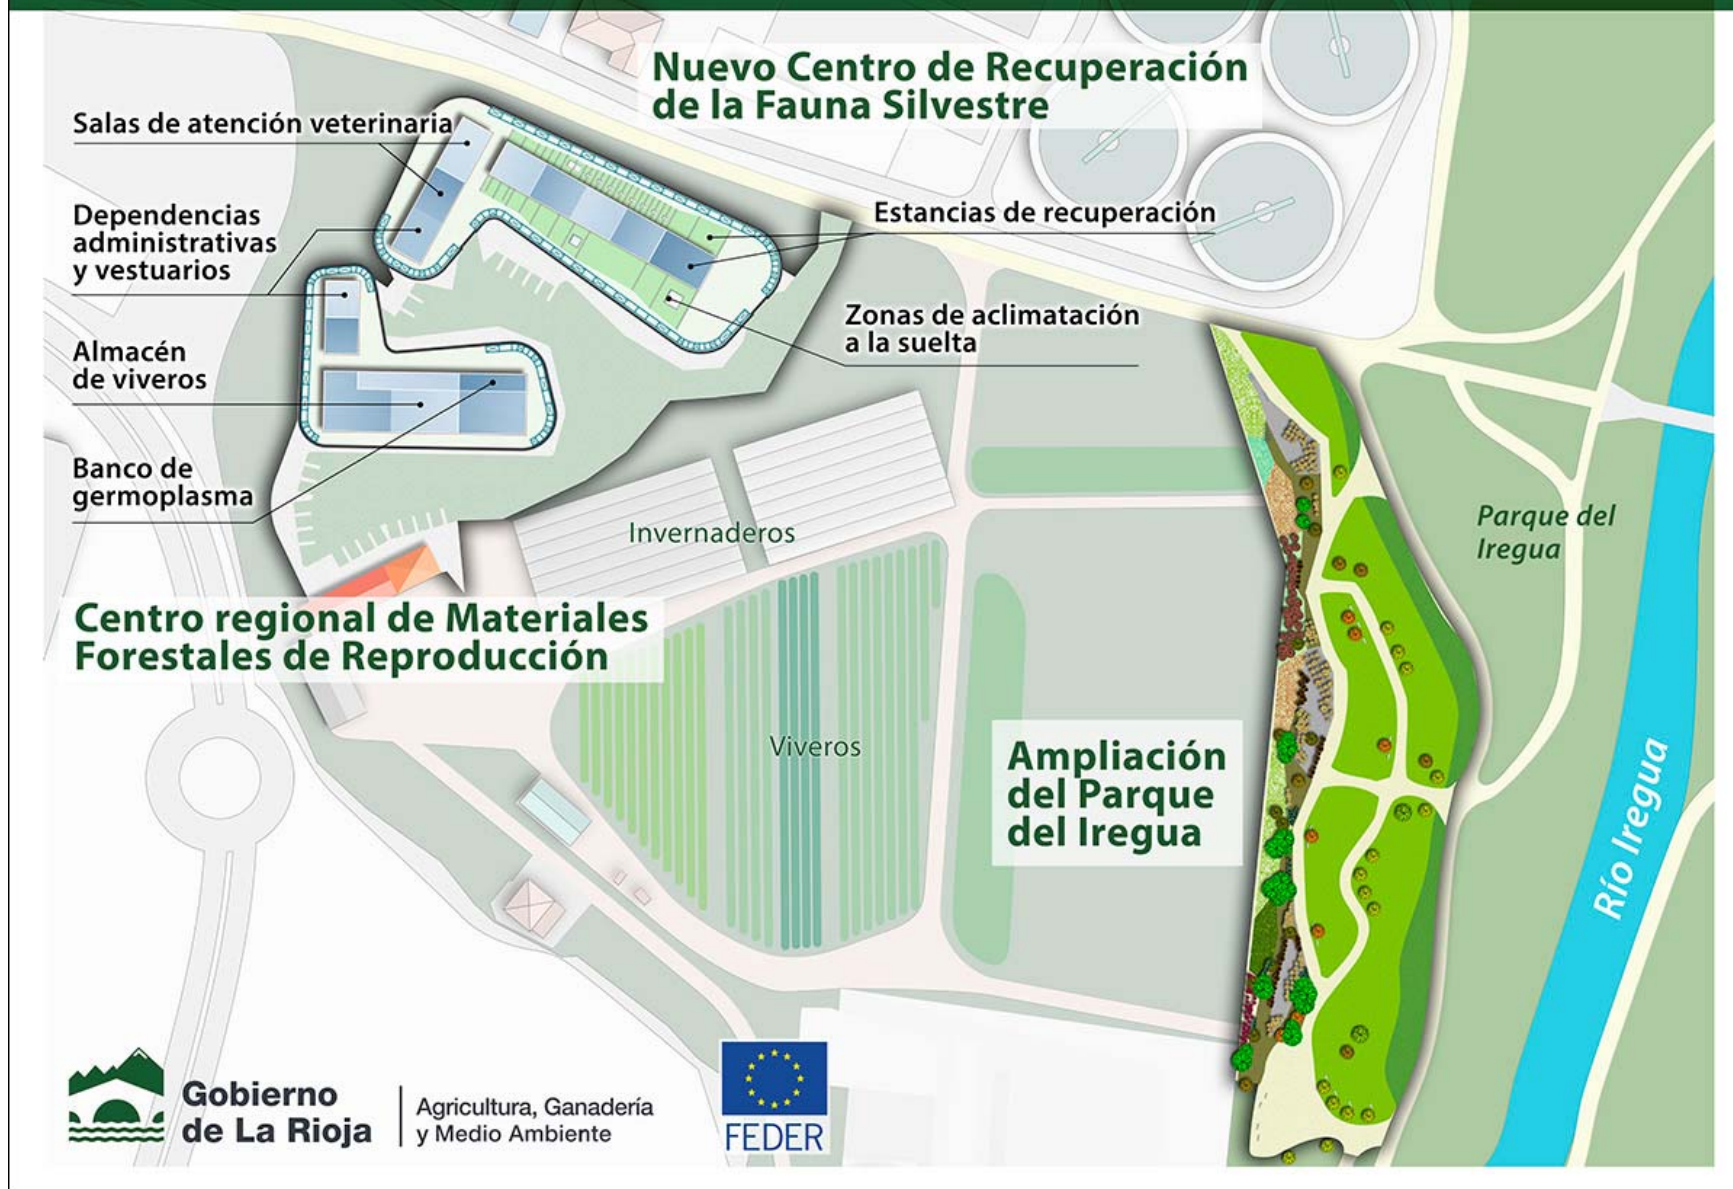 Nuevo Centro de Recuperación
de la Fauna Silvestre
Salas de atención veterinaria
Dependencias
administrativas
y vestuarios
Estancias de recuperación
Zonas de aclimatación
a la suelta
Almacén
de viveros
Banco de
germoplasma
Invernaderos
Parque del
Iregua
Centro regional de Materiales
Forestales de Reproducción
Viveros
Ampliación
del Parque
del Iregua
Río Iregua
Gobierno
de La Rioja
Agricultura, Ganadería
y Medio Ambiente
FEDER